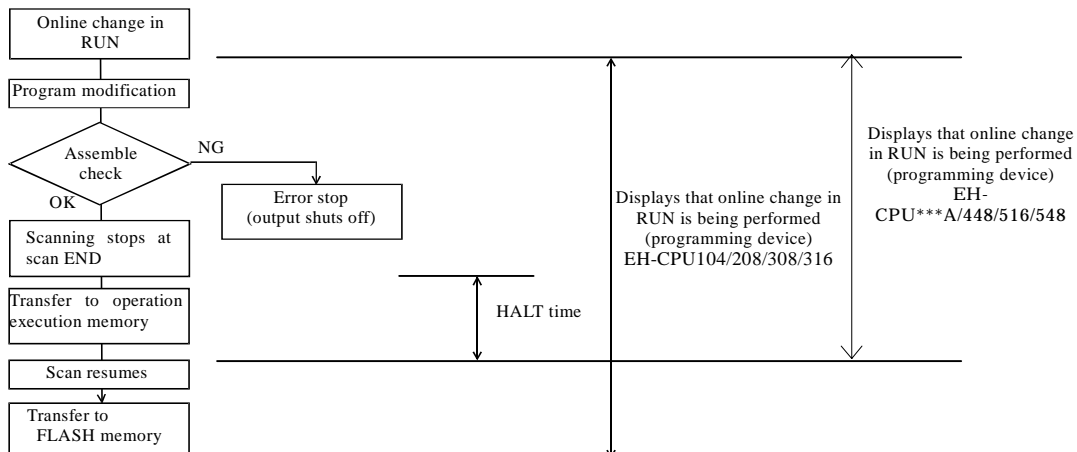 Online change in
RUN
Program modification
Assemble
check
NG
OK
Error stop
(output shuts off)
Scanning stops at
scan END
Transfer to operation
execution memory
HALT time
Scan resumes
Transfer to
FLASH memory
Displays that online change in
RUN is being performed
(programming device)
EH-CPU104/208/308/316
Displays that online change
in RUN is being performed
(programming device)
EH-
CPU***A/448/516/548